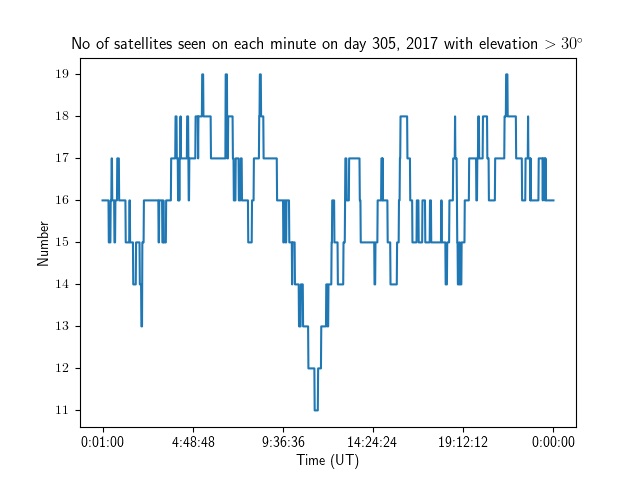 No of satellites seen on each minute on day 305, 2017 with elevation > 30°
19
18
17
16
15
14
13
12
11
Number
0:01:00 4:48:48 9:36:36 14:24:24 19:12:12 0:00:00
Time (UT)